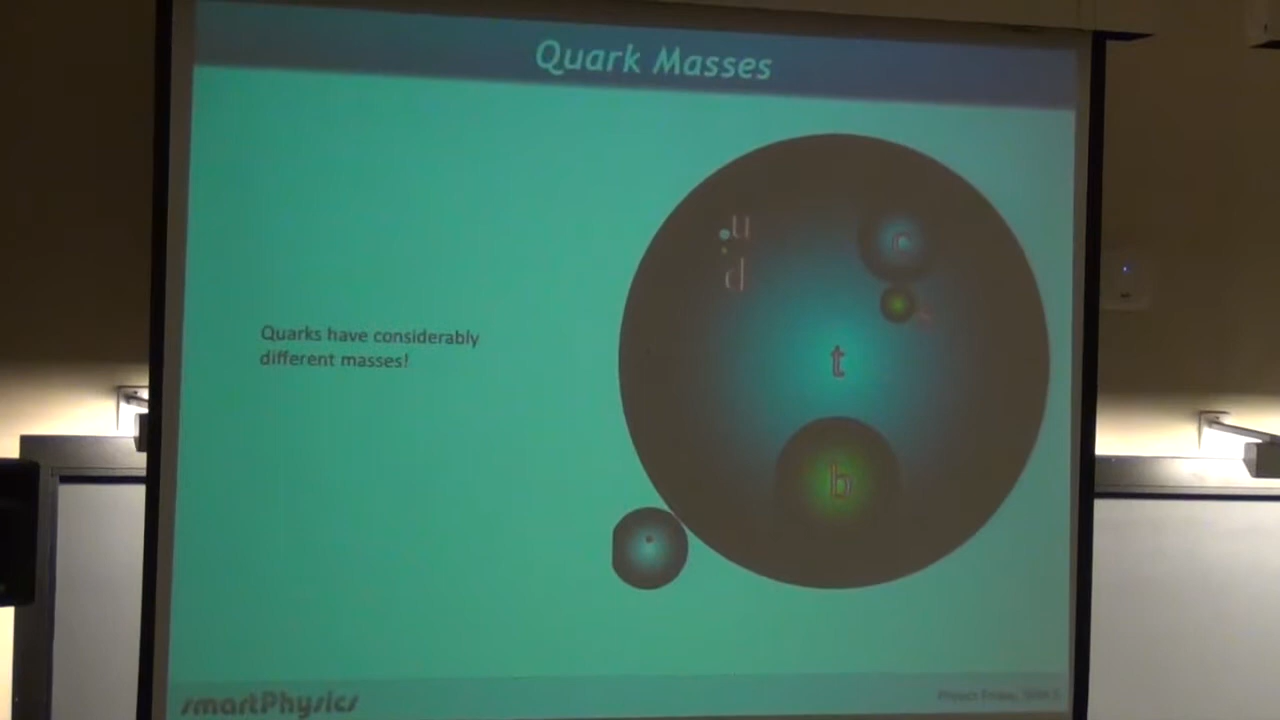 Quark Masses
u
d
c
s
t
Quarks have considerably
different masses!
b
smartPhysics